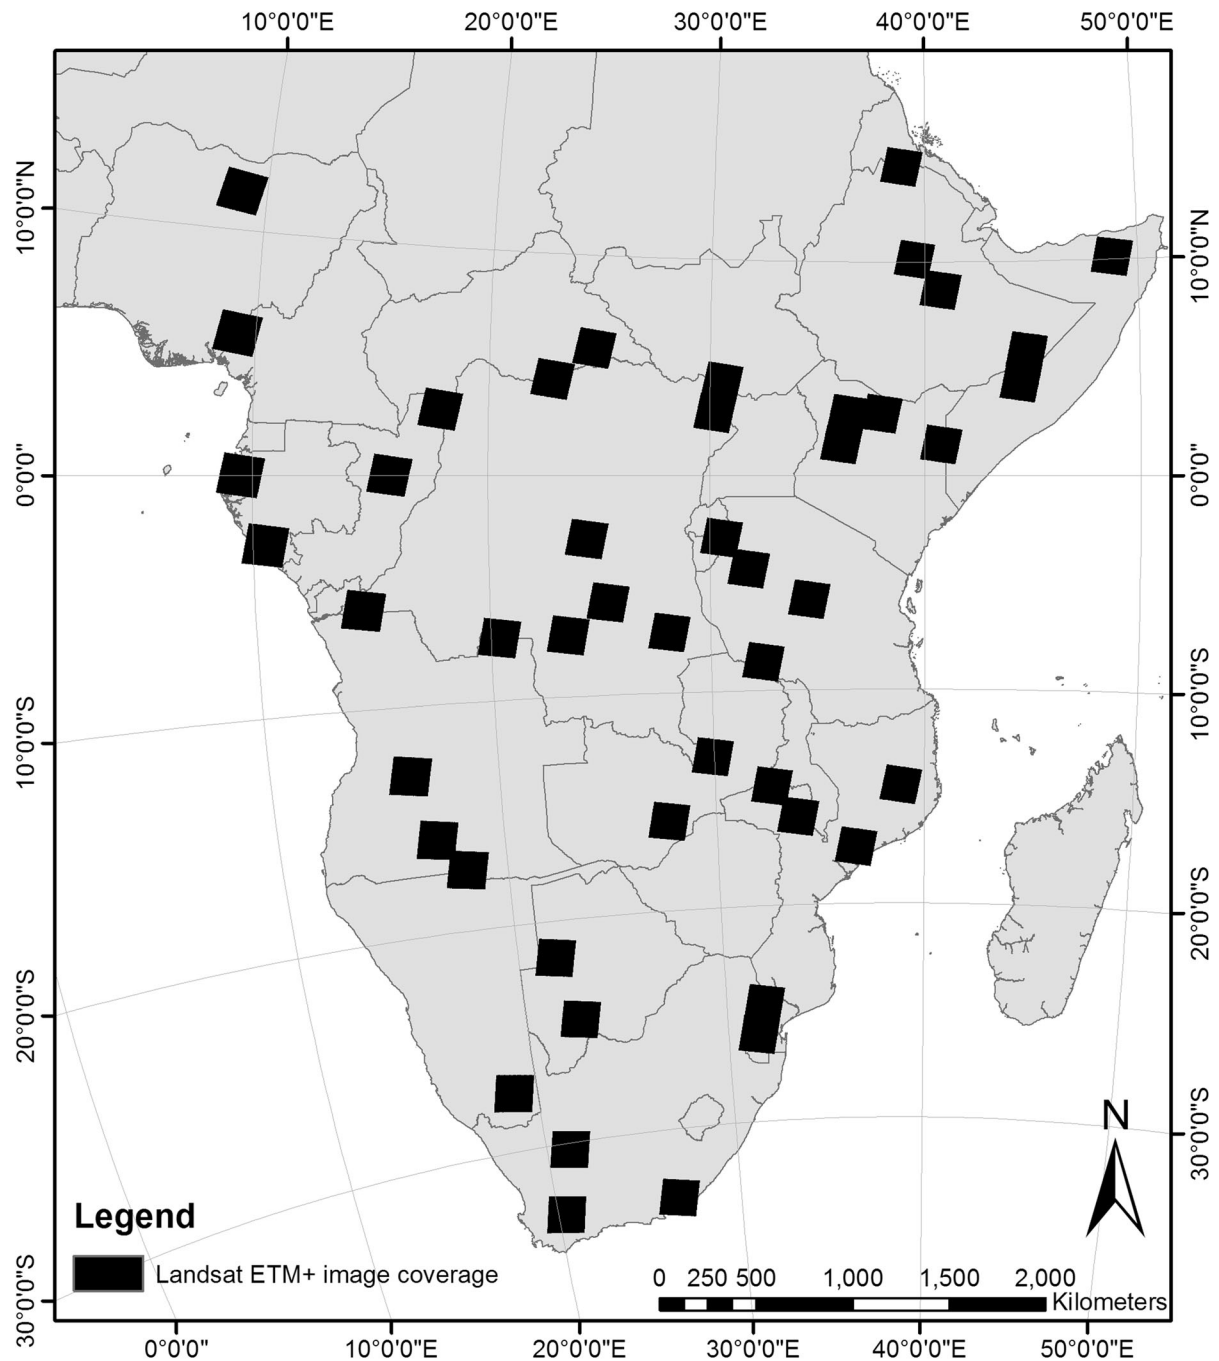 10°0'0"E 20°0'0"E 30°0'0"E 40°0'0"E 50°0'0"E
10°0'0"N
10°0'0"N
0°0'0"
0°0'0"
10°0'0"S
10°0'0"S
20°0'0"S
20°0'0"S
30°0'0"S
30°0'0"S
N
Legend
Landsat ETM+ image coverage
0 250 500 1,000 1,500 2,000
Kilometers
0°0'0" 10°0'0"E 20°0'0"E 30°0'0"E 40°0'0"E 50°0'0"E